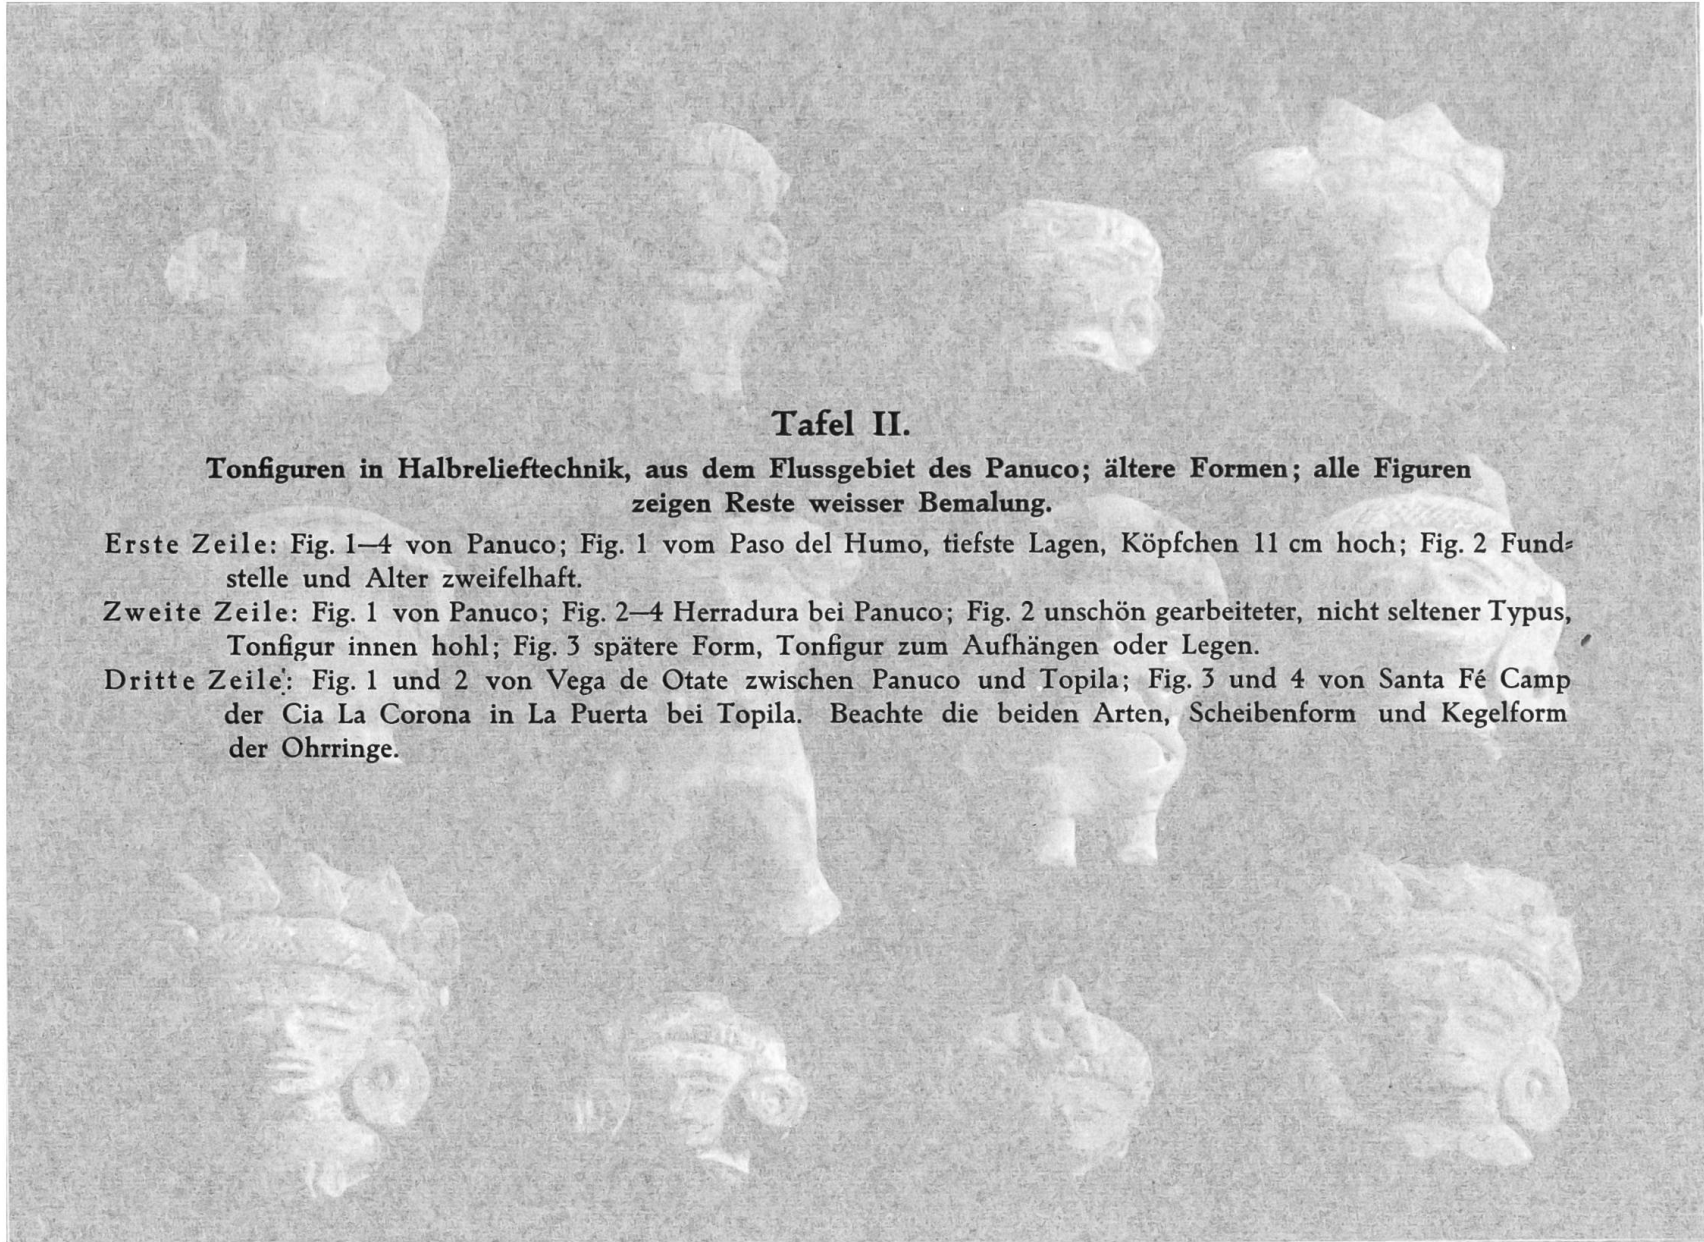 Tafel II.
Tonfiguren in Halbrelieftechnik, aus dem Flussgebiet des Panuco; ältere Formen; alle Figuren
zeigen Reste weisser Bemalung.
Erste Zeile: Fig. 1—4 von Panuco; Fig. 1 vom Paso del Humo, tiefste Lagen, Köpfchen 11 cm hoch; Fig. 2 Fund-
stelle und Alter zweifelhaft.
Zweite Zeile: Fig. 1 von Panuco; Fig. 2—4 Herradura bei Panuco; Fig. 2 unschön gearbeiteter, nicht seltener Typus,
Tonfigur innen hohl; Fig. 3 spätere Form, Tonfigur zum Aufhängen oder Legen.
Dritte Zeile: Fig. 1 und 2 von Vega de Otate zwischen Panuco und Topila; Fig. 3 und 4 von Santa Fé Camp
der Cia La Corona in La Puerta bei Topila. Beachte die beiden Arten, Scheibenform und Kegelform
der Ohrringe.